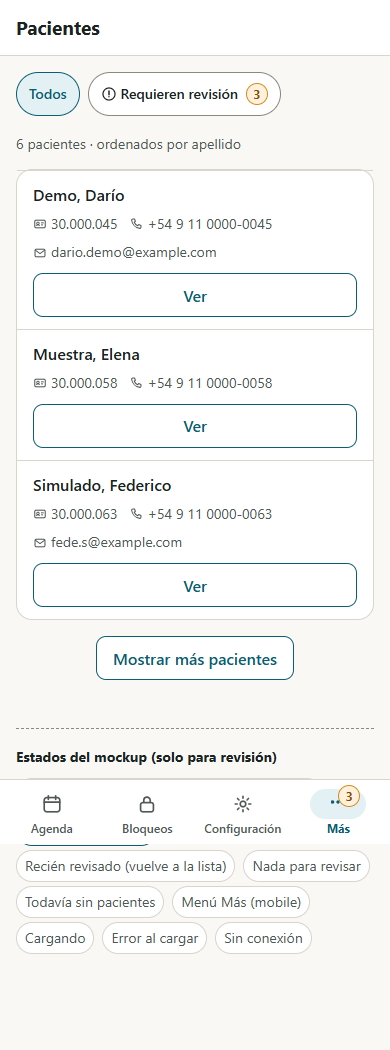 Pacientes
Todos
Requieren revisión 3
6 pacientes · ordenados por apellido
Demo, Darío
30.000.045 +54 9 11 0000-0045
dario.demo@example.com
Ver
Muestra, Elena
30.000.058 +54 9 11 0000-0058
Ver
Simulado, Federico
30.000.063 +54 9 11 0000-0063
fede.s@example.com
Ver
Mostrar más pacientes
Estados del mockup (solo para revisión)
3
Agenda Bloqueos Configuración Más
Recién revisado (vuelve a la lista) Nada para revisar
Todavía sin pacientes Menú Más (mobile)
Cargando Error al cargar Sin conexión